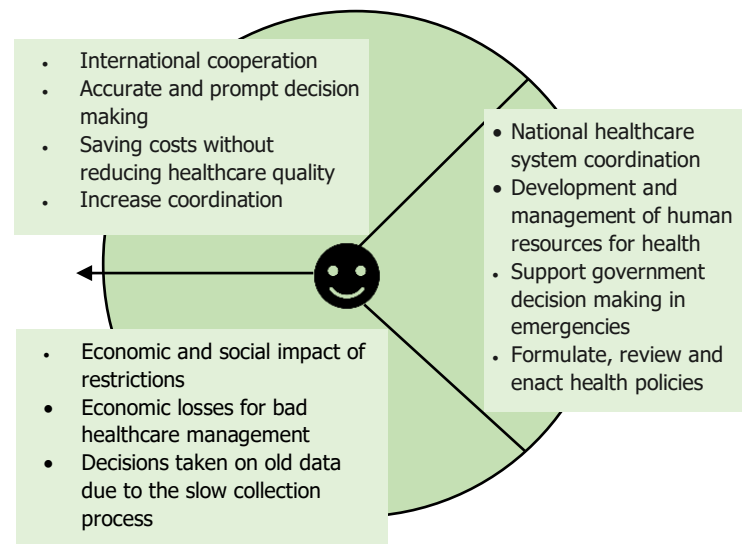 • International cooperation
• Accurate and prompt decision
making
• Saving costs without
reducing healthcare quality
• Increase coordination
• National healthcare
system coordination
• Development and
management of human
resources for health
• Support government
decision making in
emergencies
• Formulate, review and
enact health policies
• Economic and social impact of
restrictions
• Economic losses for bad
healthcare management
• Decisions taken on old data
due to the slow collection
process